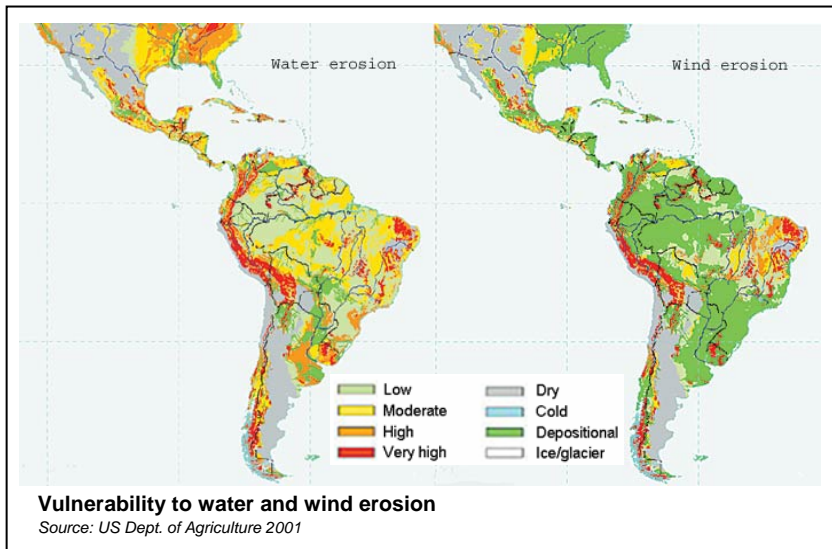 Water erosion
Wind erosion
Low
Moderate
High
Very high
Dry
Cold
Depositional
Ice/glacier
Vulnerability to water and wind erosion
Source: US Dept. of Agriculture 2001